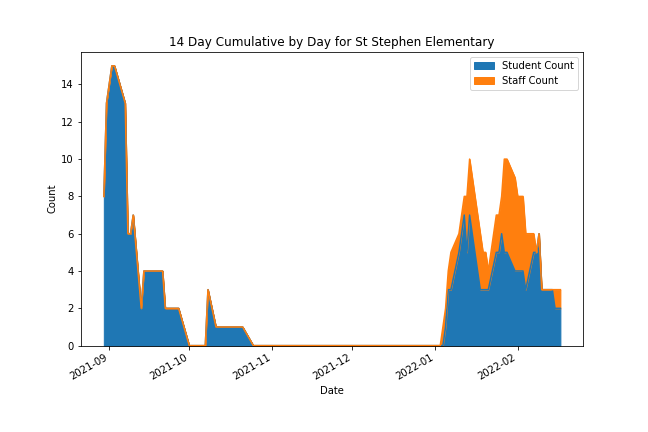 14 Day Cumulative by Day for St Stephen Elementary
Student Count
Staff Count
14
12
10
8
6
4
2
0
Count
2021-09
2021-10
2021-11
2021-12
2022-01
2022-02
Date